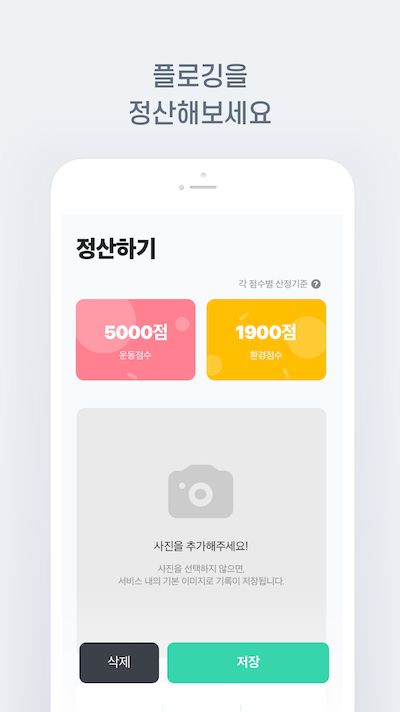 플로깅을
정산해보세요
정산하기
각 점수별 산정기준 ?
5000점
운동점수
1900점
환경점수
사진을 추가해주세요!
사진을 선택하지 않으면,
서비스 내의 기본 이미지로 기록이 저장됩니다.
삭제
저장